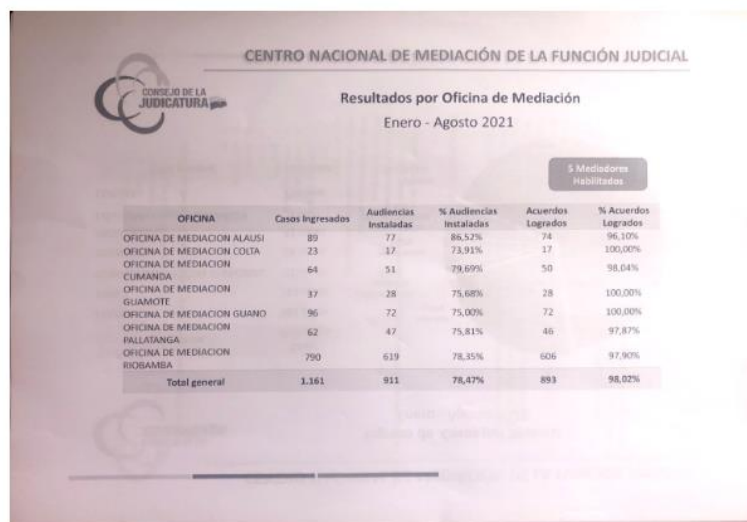 CENTRO NACIONAL DE MEDIACIÓN DE LA FUNCIÓN JUDICIAL
CONSEJO DE LA
JUDICATURA
Resultados por Oficina de Mediación
Enero - Agosto 2021
5 Mediadores
Habilitados
OFICINA Casos Ingresados Audiencias Instaladas % Audiencias Instaladas Acuerdos Logrados % Acuerdos Logrados
OFICINA DE MEDIACION ALAUSI 89 77 86,52% 74 96,10%
OFICINA DE MEDIACION COLTA 23 17 73,91% 17 100,00%
OFICINA DE MEDIACION CUMANDA 64 51 79,69% 50 98,04%
OFICINA DE MEDIACION GUAMOTE 37 28 75,68% 28 100,00%
OFICINA DE MEDIACION GUANO 96 72 75,00% 72 100,00%
OFICINA DE MEDIACION PALLATANGA 62 47 75,81% 46 97,87%
OFICINA DE MEDIACION RIOBAMBA 790 619 78,35% 606 97,90%
Total general 1.161 911 78,47% 893 98,02%